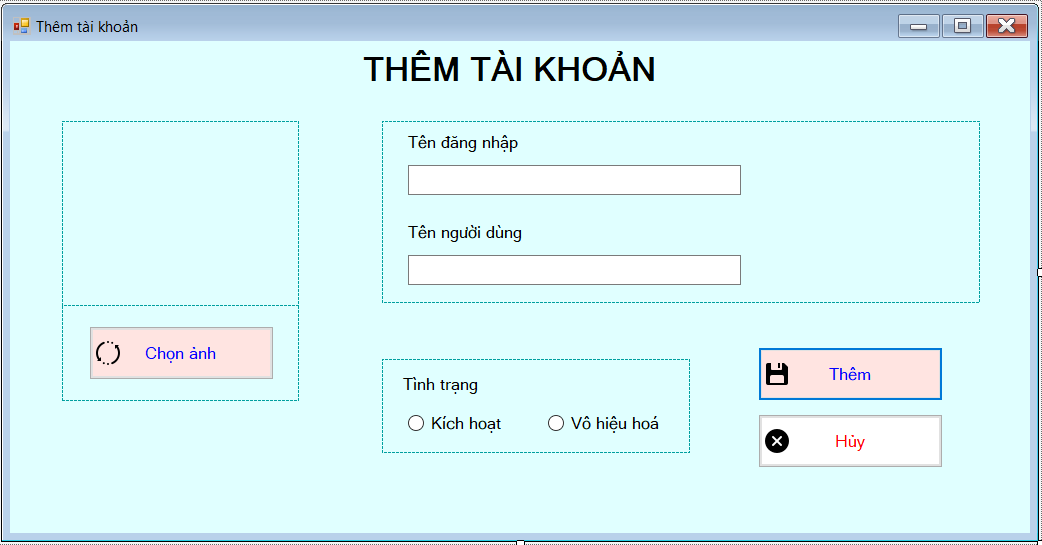 Thêm tài khoản
THÊM TÀI KHOẢN
Tên đăng nhập
Tên người dùng
Chọn ảnh
Tình trạng
Kích hoạt
Vô hiệu hoá
Thêm
Hủy